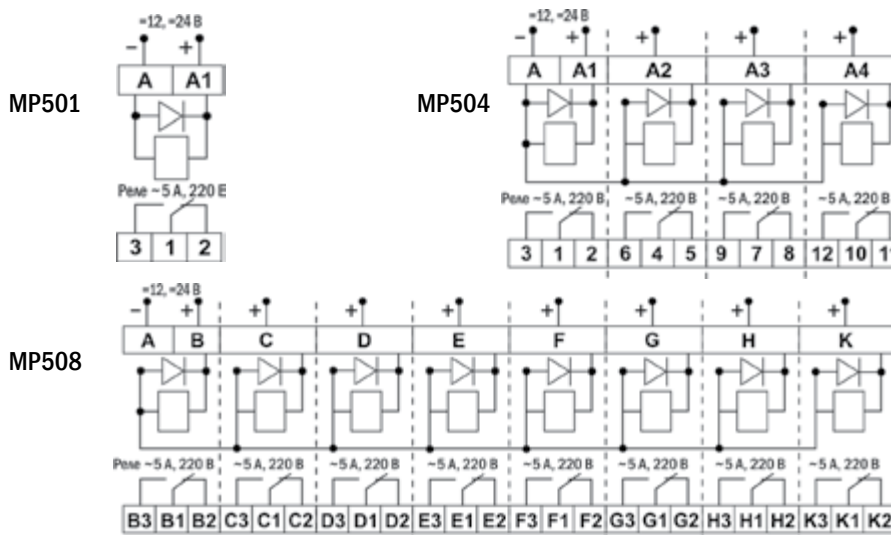 =12, =24 В
− +
A A1
MP501
Реле ~5 А, 220 В
3 1 2
=12, =24 В
− + + + +
A A1 A2 A3 A4
MP504
Реле ~5 А, 220 В ~5 А, 220 В ~5 А, 220 В ~5 А, 220 В
3 1 2 6 4 5 9 7 8 12 10
=12, =24 В
− + + + + + + + +
A B C D E F G H K
MP508
Реле ~5 А, 220 В ~5 А, 220 В ~5 А, 220 В ~5 А, 220 В ~5 А, 220 В ~5 А, 220 В ~5 А, 220 В ~5 А, 220 В
B3 B1 B2 C3 C1 C2 D3 D1 D2 E3 E1 E2 F3 F1 F2 G3 G1 G2 H3 H1 H2 K3 K1 K2